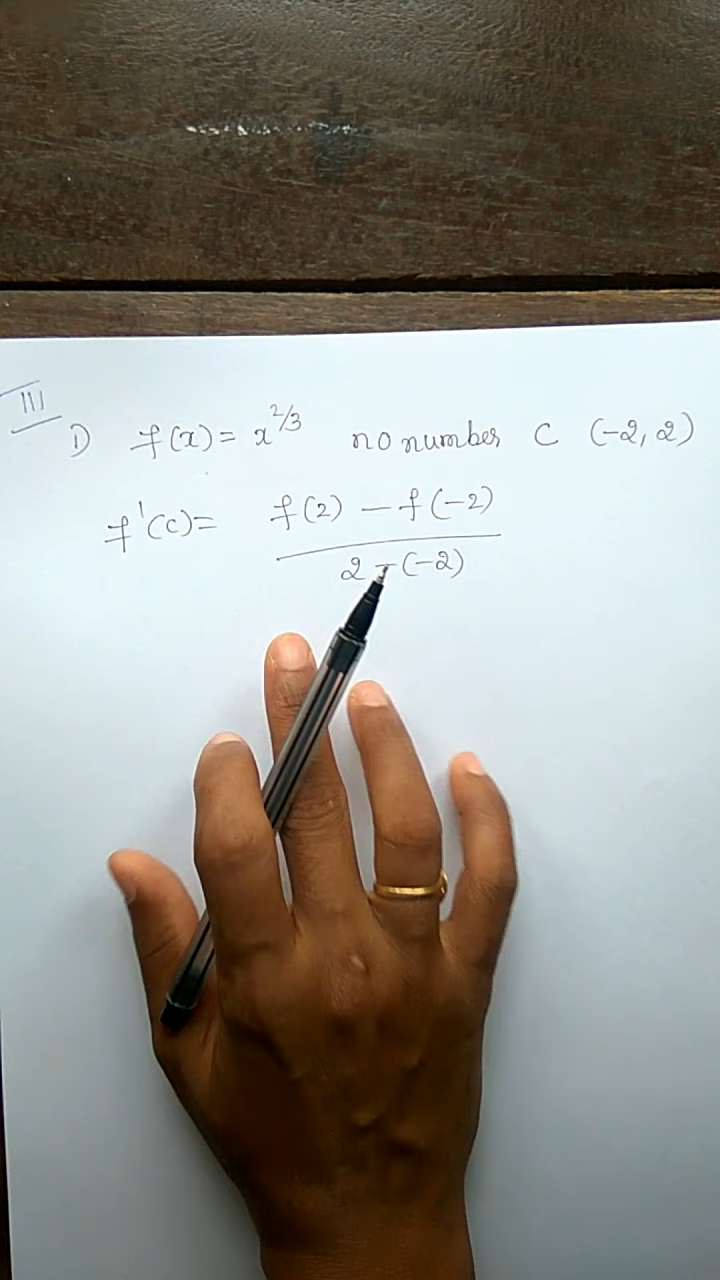 III
1) f(x) = x^2/3 no number C (-2, 2)
f'(c) = f(2) - f(-2)
2 - (-2)